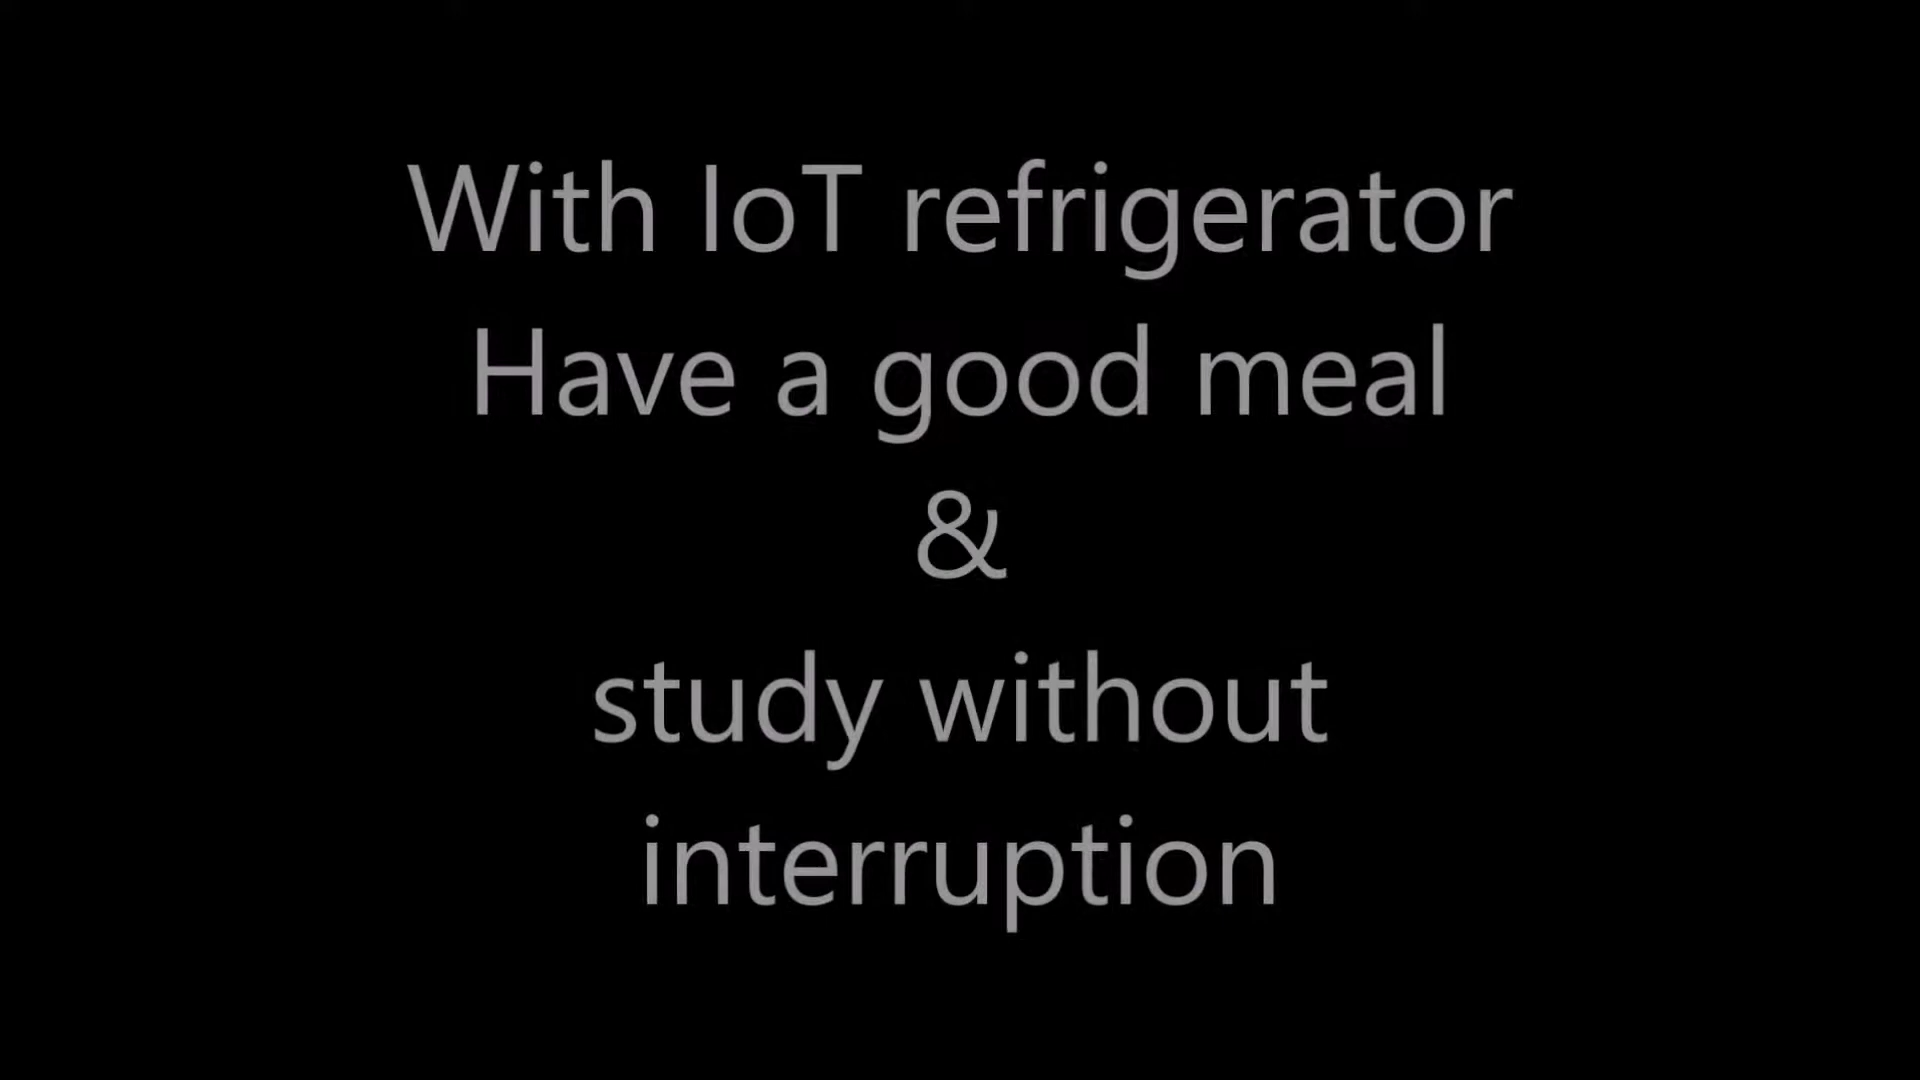 With IoT refrigerator
Have a good meal
&
study without
interruption